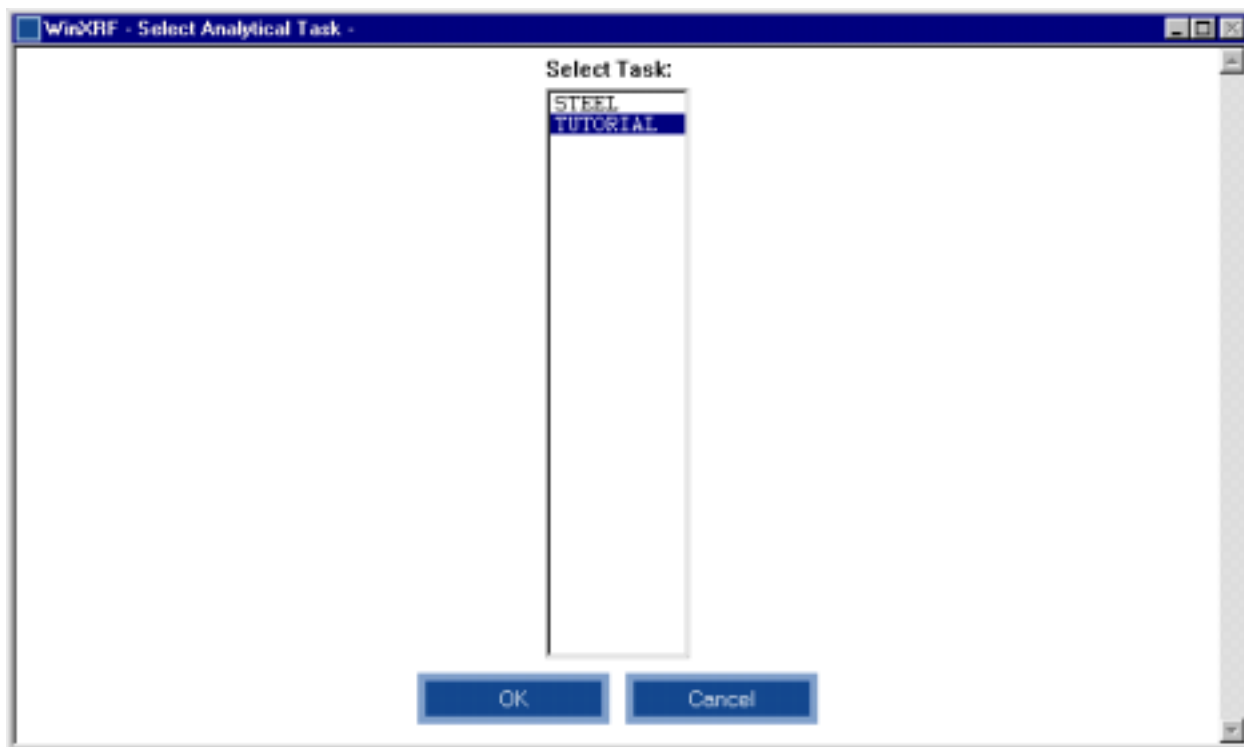 WinXRF - Select Analytical Task -
Select Task:
STEEL
TUTORIAL
OK
Cancel